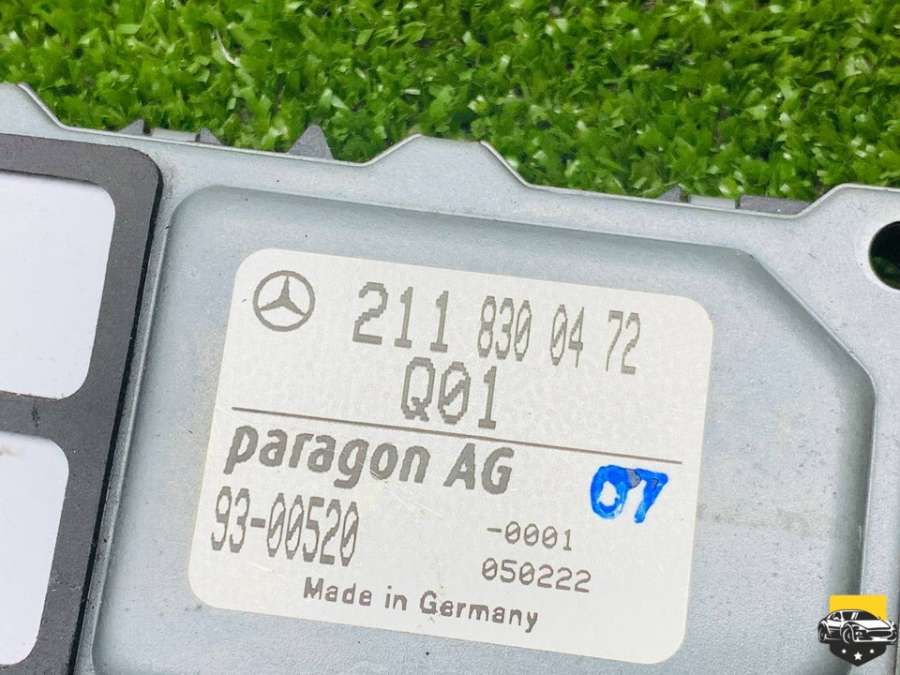 211 830 04 72
Q01
paragon AG
07
93-00520
-0001
050222
Made in Germany